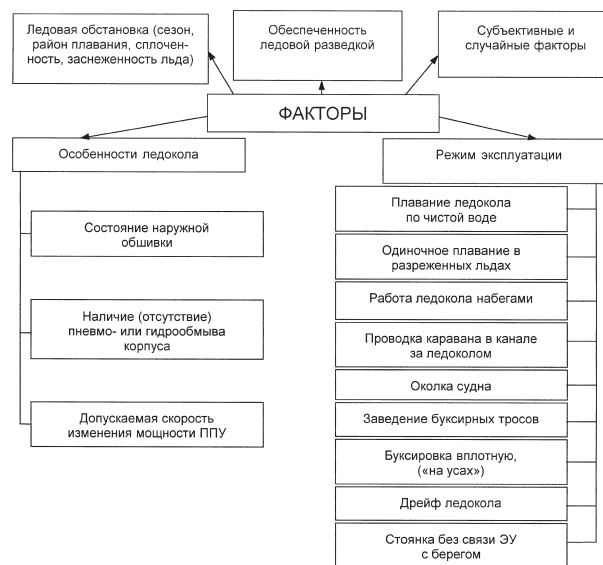 Ледовая обстановка (сезон,
район плавания, сплочен-
ность, заснеженность льда)
Обеспеченность
ледовой разведкой
Субъективные и
случайные факторы
ФАКТОРЫ
Особенности ледокола
Режим эксплуатации
Состояние наружной
обшивки
Наличие (отсутствие)
пневмо- или гидрообмыва
корпуса
Допускаемая скорость
изменения мощности ППУ
Плавание ледокола
по чистой воде
Одиночное плавание в
разреженных льдах
Работа ледокола набегами
Проводка каравана в канале
за ледоколом
Околка судна
Заведение буксирных тросов
Буксировка вплотную,
(«на усах»)
Дрейф ледокола
Стоянка без связи ЭУ
с берегом